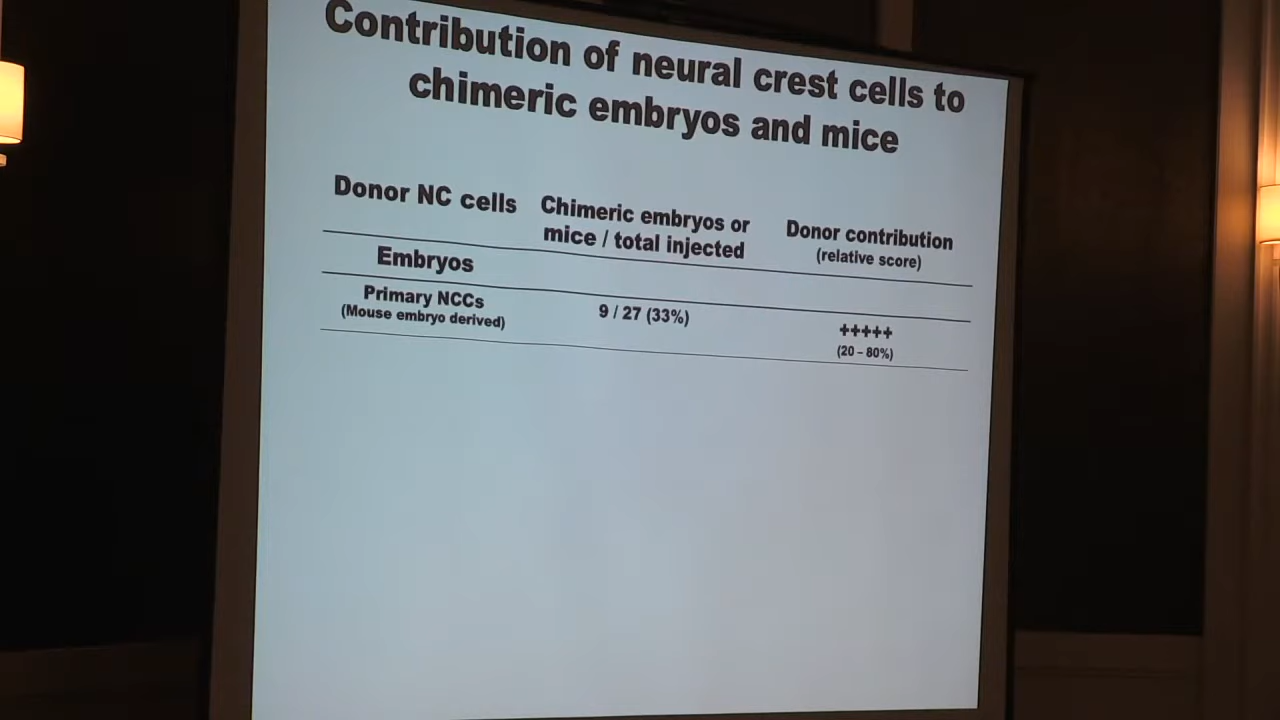 Contribution of neural crest cells to
chimeric embryos and mice
Donor NC cells
Chimeric embryos or
mice / total injected
Donor contribution
(relative score)
Embryos
Primary NCCs
(Mouse embryo derived)
9 / 27 (33%)
+++++
(20 – 80%)